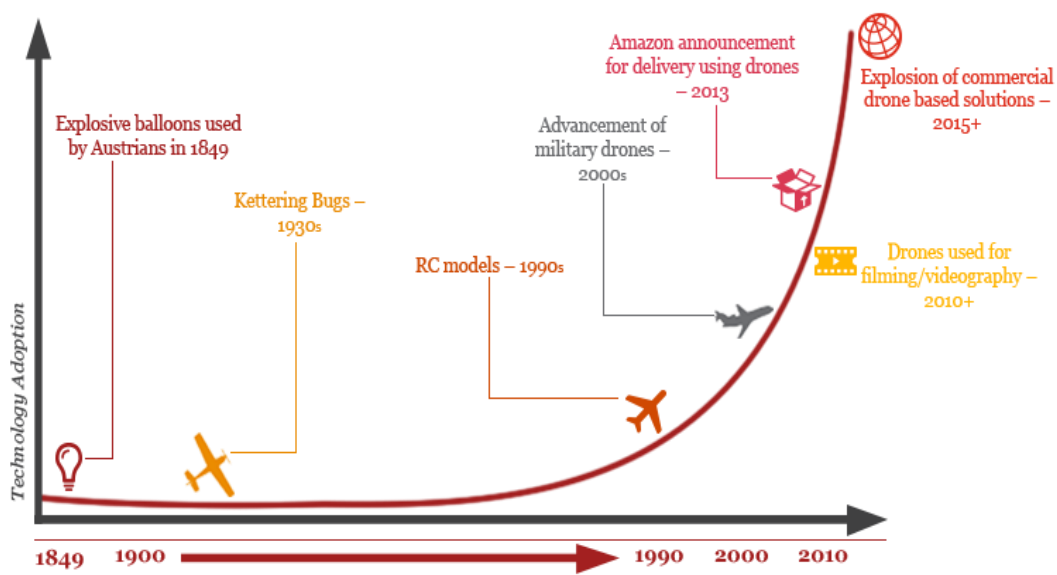 Explosive balloons used
by Austrians in 1849
Kettering Bugs –
1930s
RC models – 1990s
Advancement of
military drones –
2000s
Amazon announcement
for delivery using drones
– 2013
Explosion of commercial
drone based solutions –
2015+
Drones used for
filming/videography –
2010+
Technology Adoption
1849 1900 1990 2000 2010